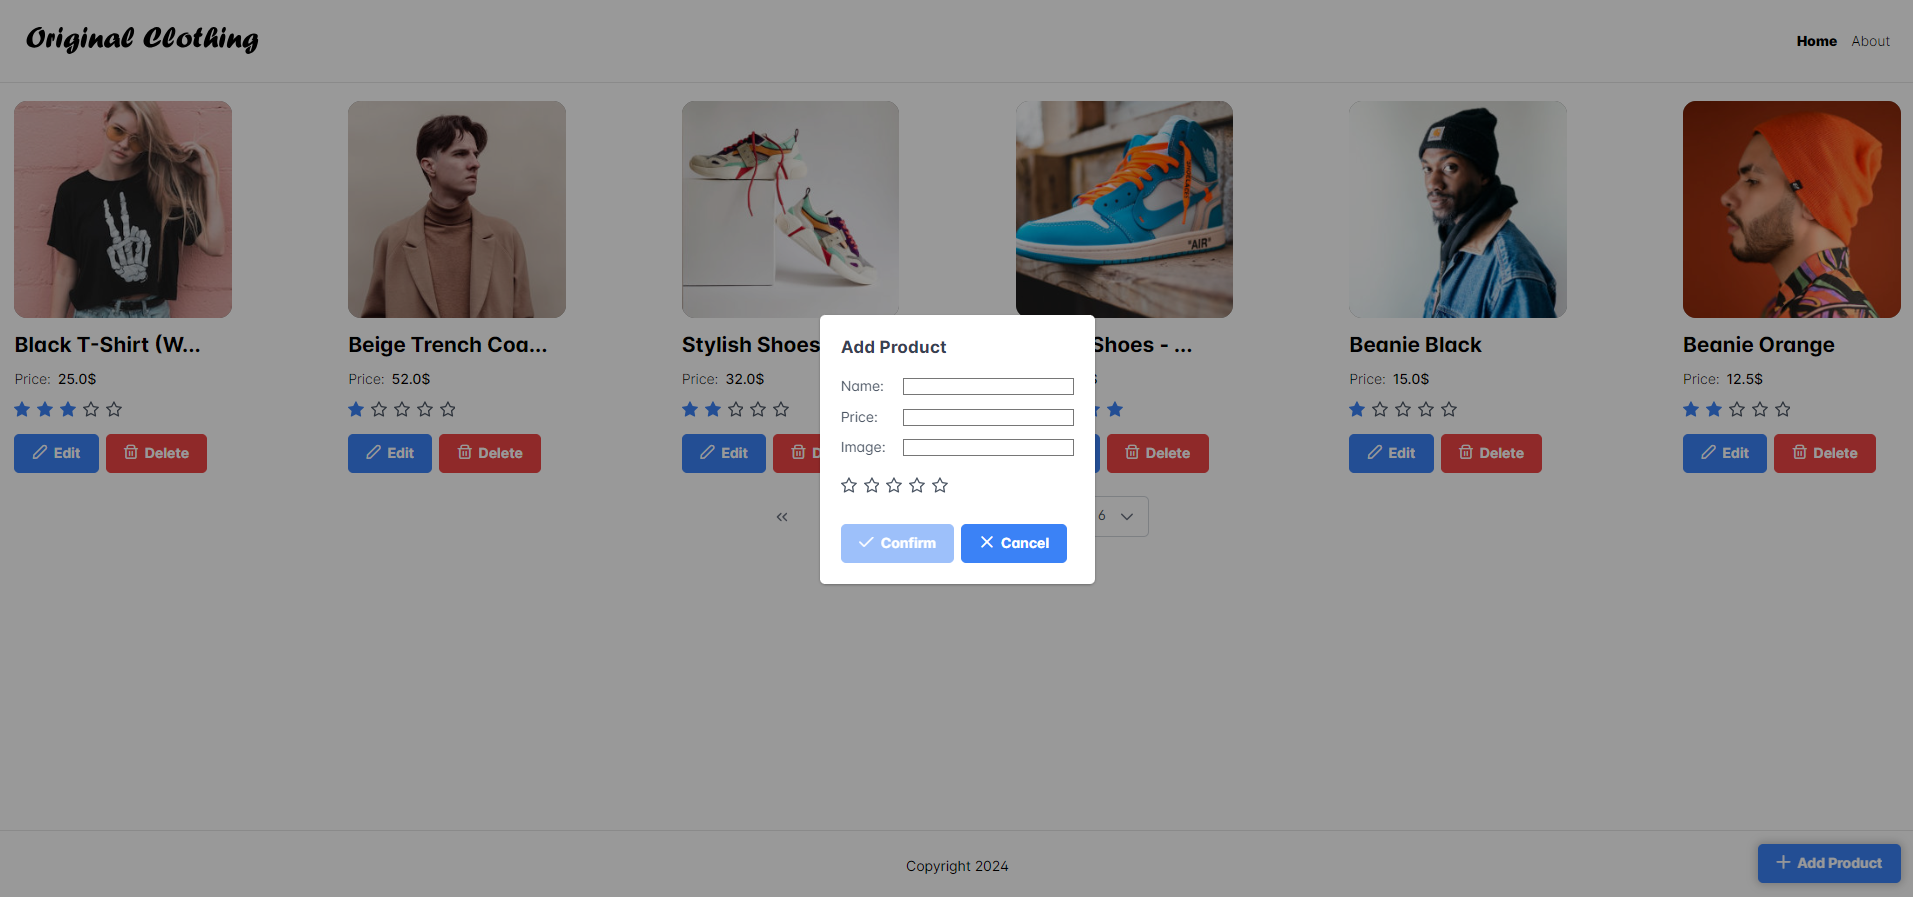 Original Clothing
Home About
Black T-Shirt (W...
Price: 25.0$
Edit Delete
Beige Trench Coa...
Price: 52.0$
Edit Delete
Stylish Shoes
Price: 32.0$
Edit
Shoes - ...
"AIR"
Delete
Beanie Black
Price: 15.0$
Edit Delete
Beanie Orange
Price: 12.5$
Edit Delete
Add Product
Name:
Price:
Image:
Confirm Cancel
6
Copyright 2024
Add Product